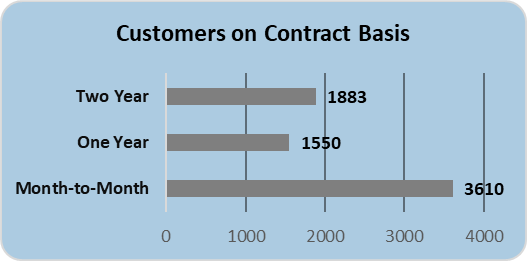 Customers on Contract Basis
Two Year 1883
One Year 1550
Month-to-Month 3610
0 1000 2000 3000 4000